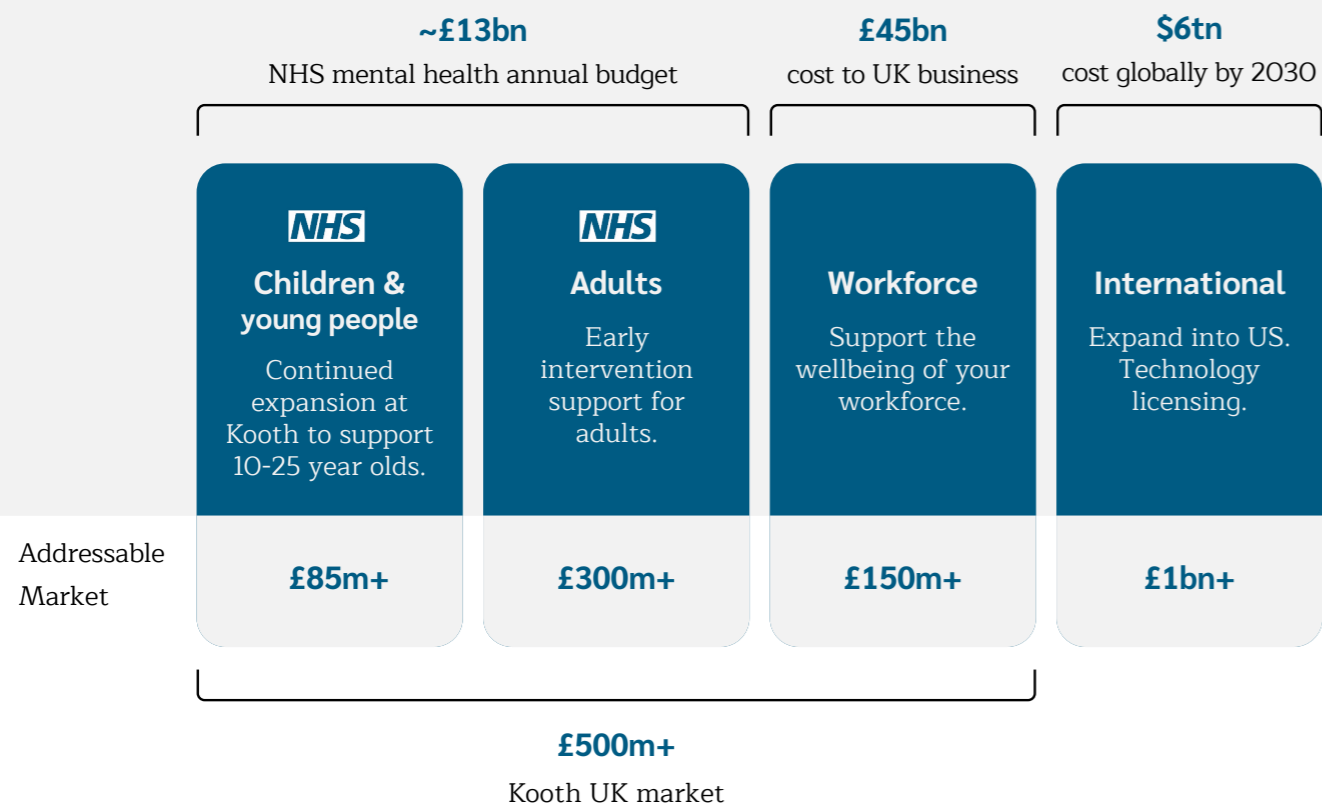 ~£13bn
NHS mental health annual budget
£45bn
cost to UK business
$6tn
cost globally by 2030
NHS
Children &
young people
Continued
expansion at
Kooth to support
10-25 year olds.
NHS
Adults
Early
intervention
support for
adults.
Workforce
Support the
wellbeing of your
workforce.
International
Expand into US.
Technology
licensing.
Addressable
Market
£85m+
£300m+
£150m+
£1bn+
£500m+
Kooth UK market